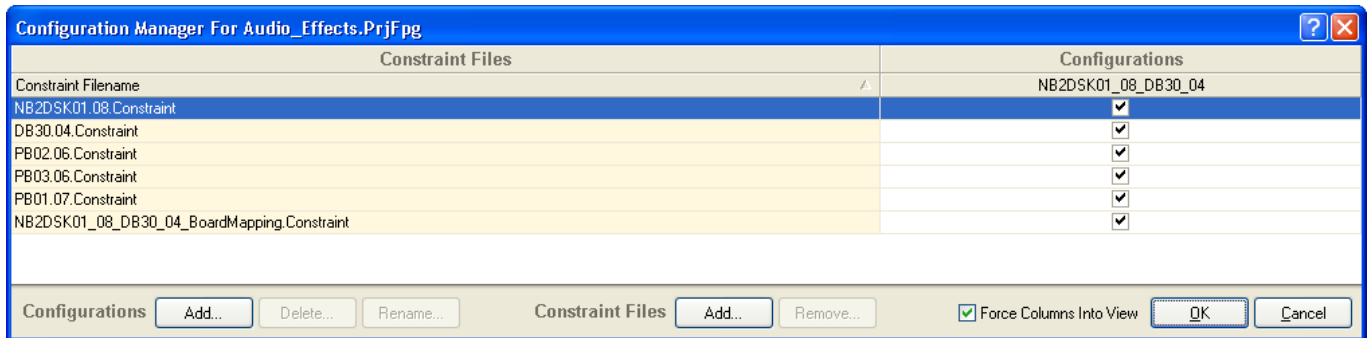 Configuration Manager For Audio_Effects.PrjFpg
Constraint Files Configurations
Constraint Filename NB2DSK01_08_DB30_04
NB2DSK01.08.Constraint
DB30.04.Constraint
PB02.06.Constraint
PB03.06.Constraint
PB01.07.Constraint
NB2DSK01_08_DB30_04_BoardMapping.Constraint
Configurations Add... Delete... Rename... Constraint Files Add... Remove... Force Columns Into View OK Cancel